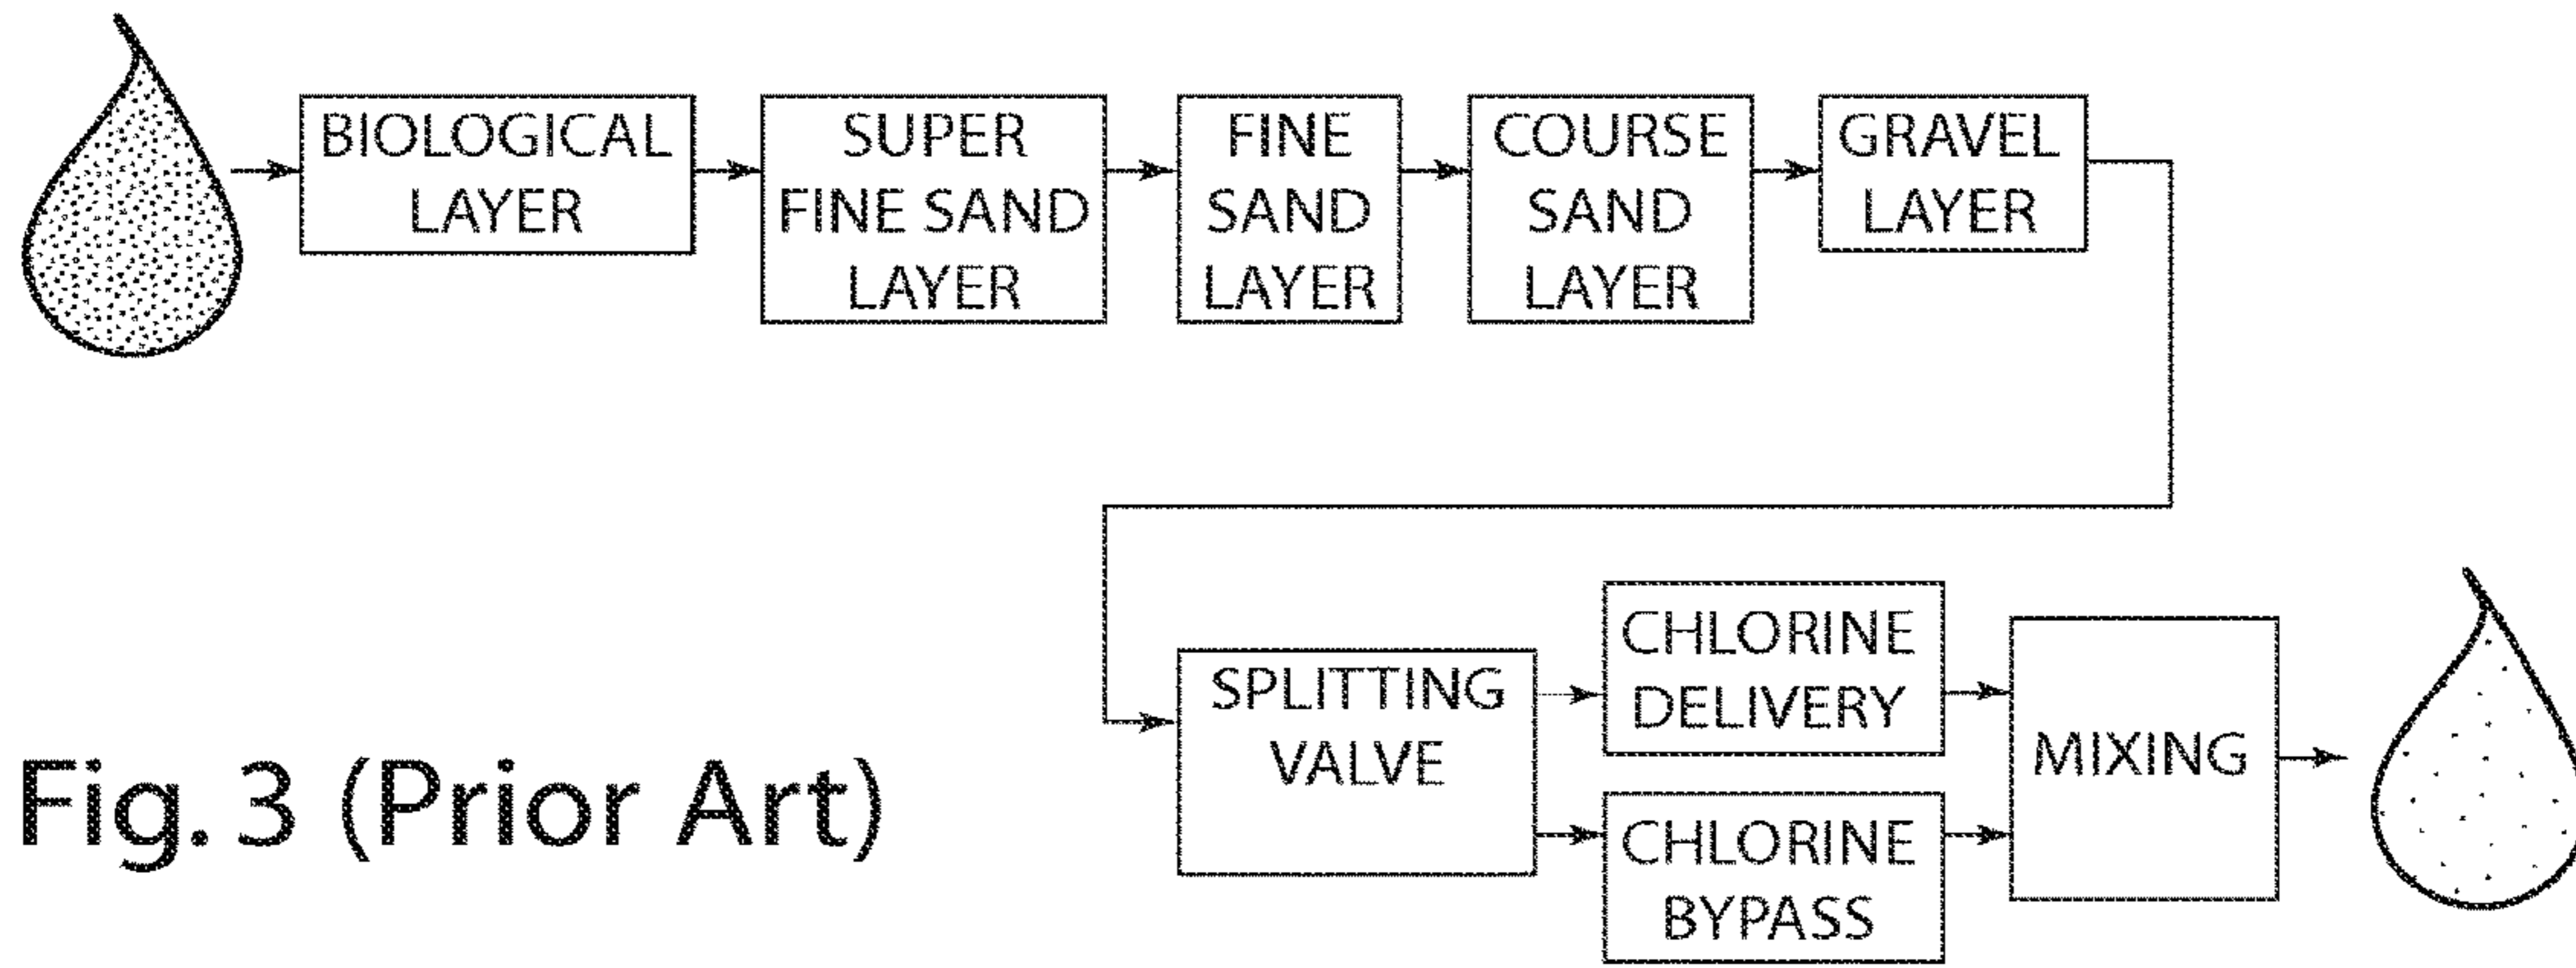 BIOLOGICAL
LAYER
SUPER
FINE SAND
LAYER
FINE
SAND
LAYER
COURSE
SAND
LAYER
GRAVEL
LAYER
SPLITTING
VALVE
CHLORINE
DELIVERY
CHLORINE
BYPASS
MIXING
Fig. 3 (Prior Art)